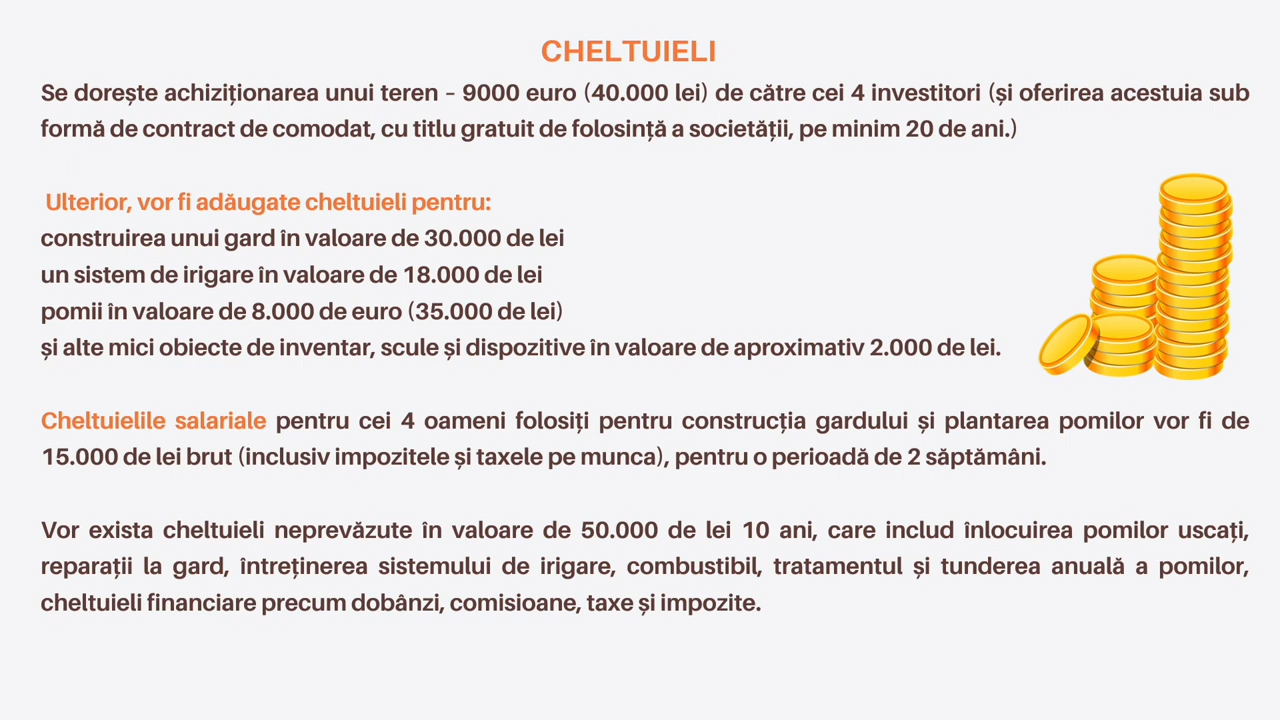 CHELTUIELI
Se dorește achiziționarea unui teren – 9000 euro (40.000 lei) de către cei 4 investitori (și oferirea acestuia sub
formă de contract de comodat, cu titlu gratuit de folosință a societății, pe minim 20 de ani.)
Ulterior, vor fi adăugate cheltuieli pentru:
construirea unui gard în valoare de 30.000 de lei
un sistem de irigare în valoare de 18.000 de lei
pomii în valoare de 8.000 de euro (35.000 de lei)
și alte mici obiecte de inventar, scule și dispozitive în valoare de aproximativ 2.000 de lei.
Cheltuielile salariale pentru cei 4 oameni folosiți pentru construcția gardului și plantarea pomilor vor fi de
15.000 de lei brut (inclusiv impozitele și taxele pe munca), pentru o perioadă de 2 săptămâni.
Vor exista cheltuieli neprevăzute în valoare de 50.000 de lei 10 ani, care includ înlocuirea pomilor uscați,
reparații la gard, întreținerea sistemului de irigare, combustibil, tratamentul și tunderea anuală a pomilor,
cheltuieli financiare precum dobânzi, comisioane, taxe și impozite.